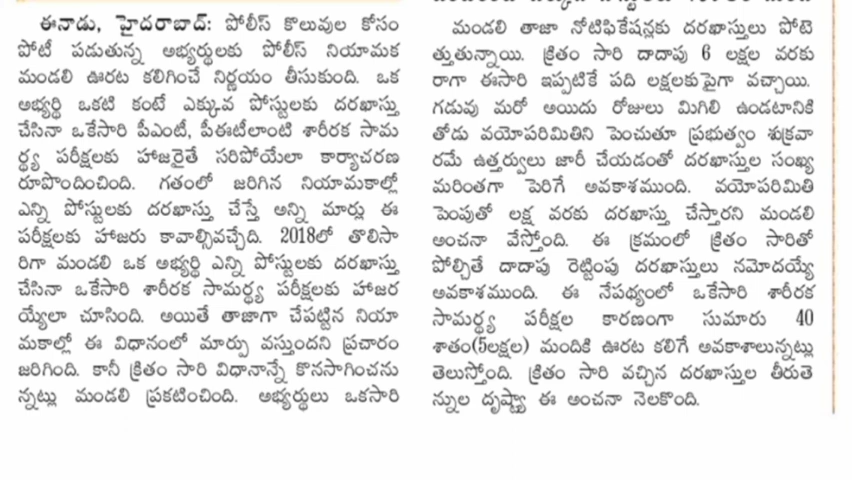 ఈనాడు, హైదరాబాద్: పోలీస్ కొలువుల కోసం
పోటీ పడుతున్న అభ్యర్థులకు పోలీస్ నియామక
మండలి ఊరట కలిగించే నిర్ణయం తీసుకుంది. ఒక
అభ్యర్థి ఒకటి కంటే ఎక్కువ పోస్టులకు దరఖాస్తు
చేసినా ఒకేసారి పీఎంటీ, పీఈటీలాంటి శారీరక సామ
ర్థ్య పరీక్షలకు హాజరైతే సరిపోయేలా కార్యాచరణ
రూపొందించింది. గతంలో జరిగిన నియామకాల్లో
ఎన్ని పోస్టులకు దరఖాస్తు చేస్తే అన్ని మార్లు ఈ
పరీక్షలకు హాజరు కావాల్సివచ్చేది. 2018లో తొలిసా
రిగా మండలి ఒక అభ్యర్థి ఎన్ని పోస్టులకు దరఖాస్తు
చేసినా ఒకేసారి శారీరక సామర్థ్య పరీక్షలకు హాజర
య్యేలా చూసింది. అయితే తాజాగా చేపట్టిన నియా
మకాల్లో ఈ విధానంలో మార్పు వస్తుందని ప్రచారం
జరిగింది. కానీ క్రితం సారి విధానాన్నే కొనసాగించను
న్నట్లు మండలి ప్రకటించింది. అభ్యర్థులు ఒకసారి
మండలి తాజా నోటిఫికేషన్లకు దరఖాస్తులు పోటె
త్తుతున్నాయి. క్రితం సారి దాదాపు 6 లక్షల వరకు
రాగా ఈసారి ఇప్పటికే పది లక్షలకుపైగా వచ్చాయి.
గడువు మరో అయిదు రోజులు మిగిలి ఉండటానికి
తోడు వయోపరిమితిని పెంచుతూ ప్రభుత్వం శుక్రవా
రమే ఉత్తర్వులు జారీ చేయడంతో దరఖాస్తుల సంఖ్య
మరింతగా పెరిగే అవకాశముంది. వయోపరిమితి
పెంపుతో లక్ష వరకు దరఖాస్తు చేస్తారని మండలి
అంచనా వేస్తోంది. ఈ క్రమంలో క్రితం సారితో
పోల్చితే దాదాపు రెట్టింపు దరఖాస్తులు నమోదయ్యే
అవకాశముంది. ఈ నేపథ్యంలో ఒకేసారి శారీరక
సామర్థ్య పరీక్షల కారణంగా సుమారు 40
శాతం(5లక్షల) మందికి ఊరట కలిగే అవకాశాలున్నట్లు
తెలుస్తోంది. క్రితం సారి వచ్చిన దరఖాస్తుల తీరుతె
న్నుల దృష్ట్యా ఈ అంచనా నెలకొంది.